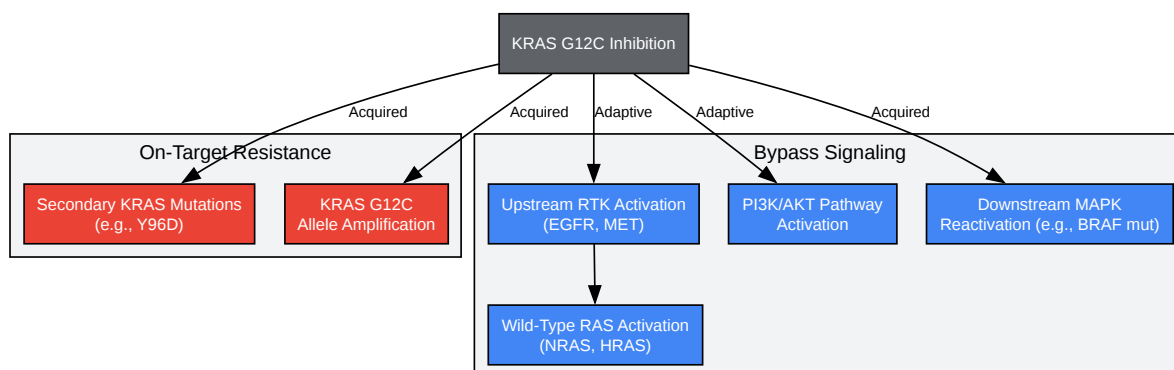 KRAS G12C Inhibition
Acquired
Acquired
Adaptive
Adaptive
Acquired
On-Target Resistance
Bypass Signaling
Secondary KRAS Mutations
(e.g., Y96D)
KRAS G12C
Allele Amplification
Upstream RTK Activation
(EGFR, MET)
PI3K/AKT Pathway
Activation
Downstream MAPK
Reactivation (e.g., BRAF mut)
Wild-Type RAS Activation
(NRAS, HRAS)